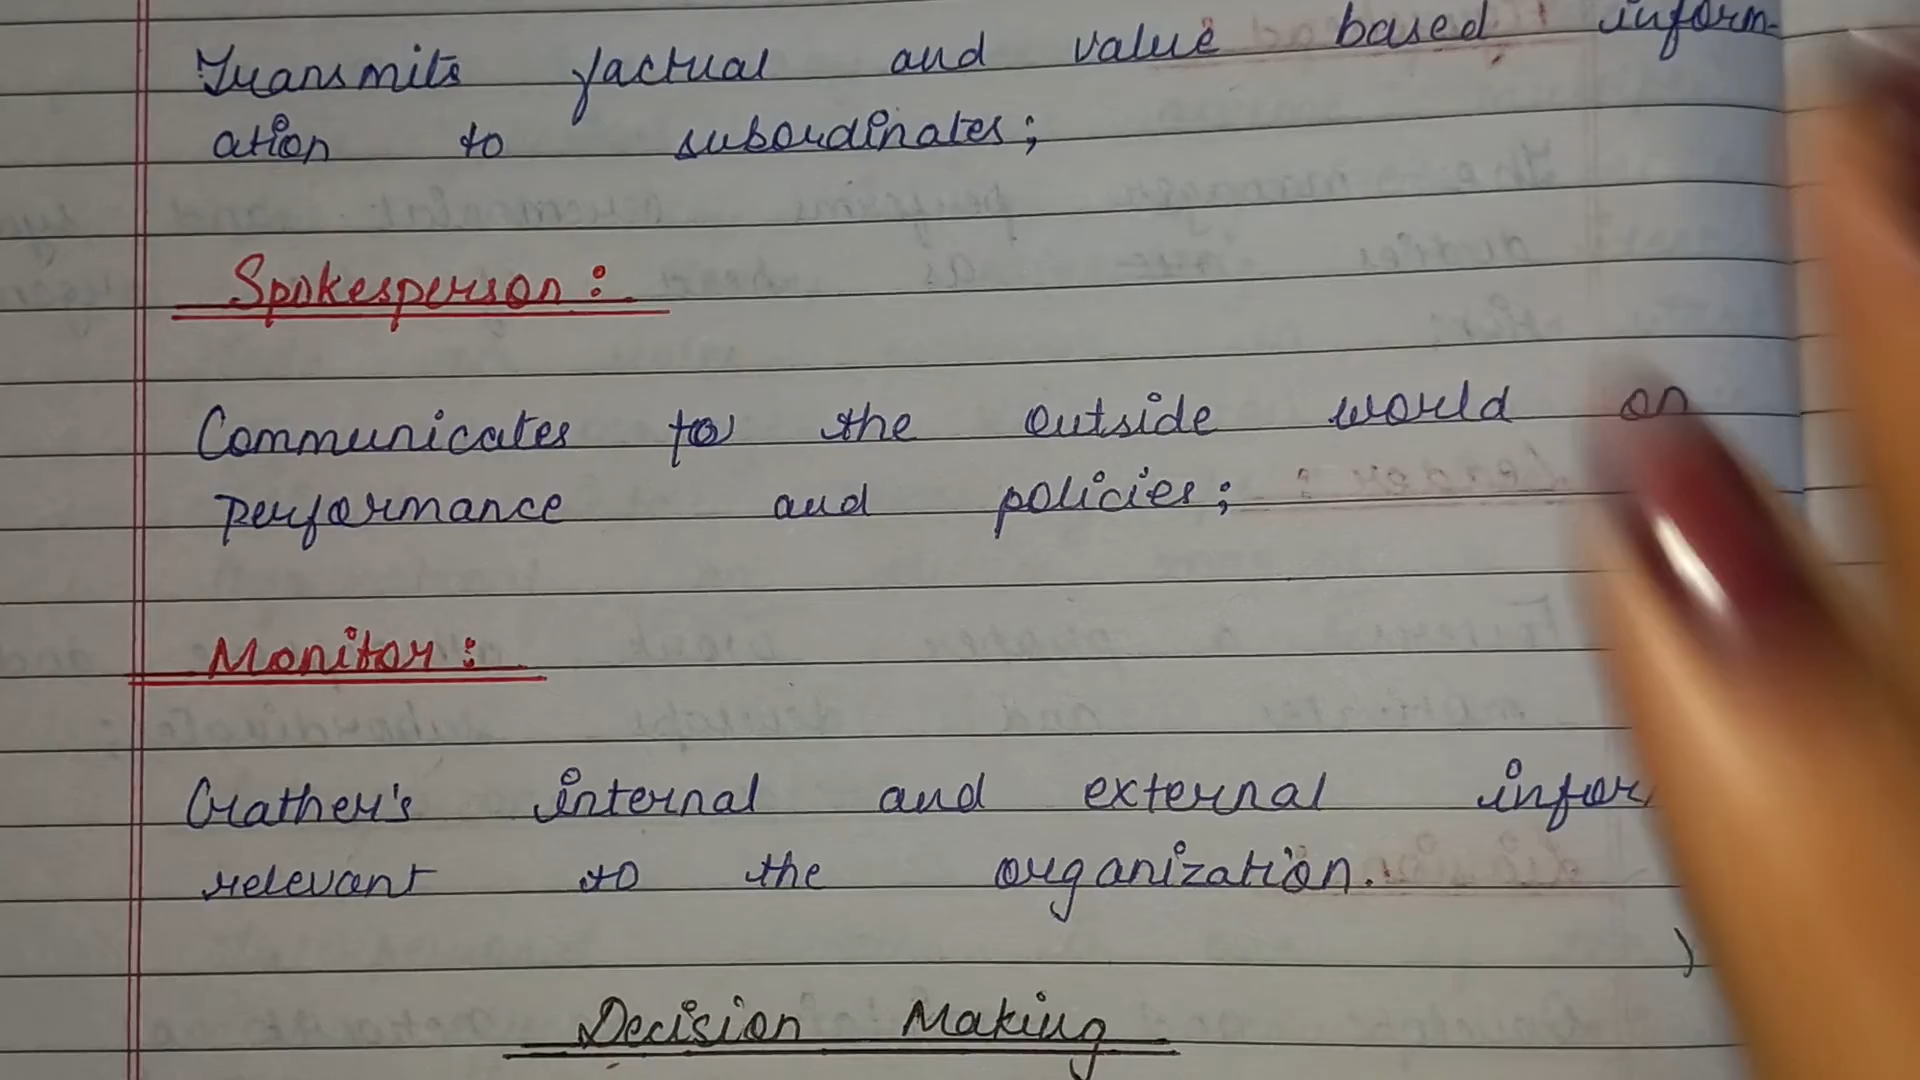 Transmits factual and value based inform-
ation to subordinates;
Spokesperson:
Communicates to the outside world on
performance and policies;
Monitor:
Gather's internal and external infor
relevant to the organization.
Decision Making